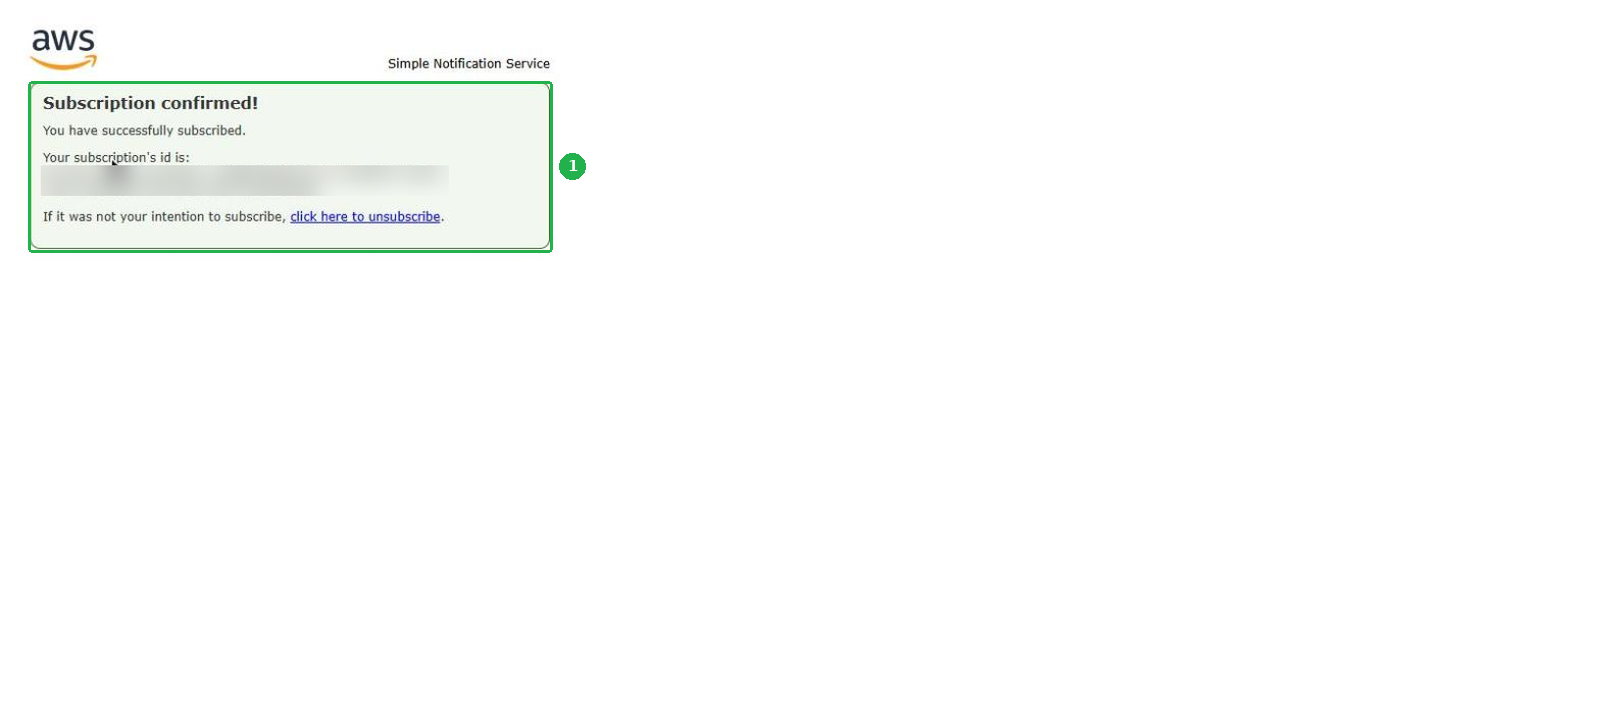 aws
Simple Notification Service
Subscription confirmed!
You have successfully subscribed.
Your subscription's id is:
If it was not your intention to subscribe, click here to unsubscribe.
1